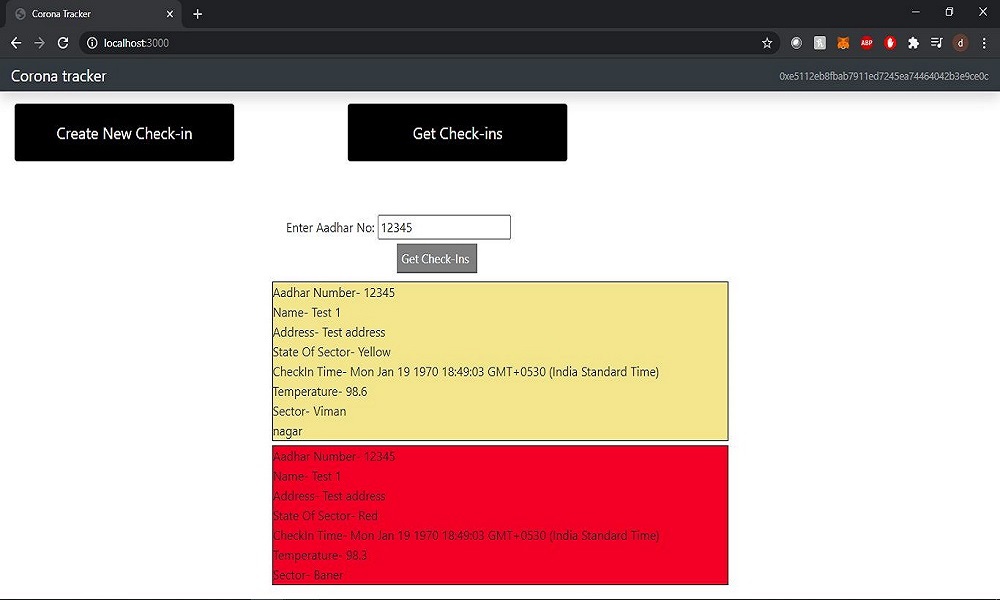 Corona Tracker
localhost:3000
ABP
d
Corona tracker
0xe5112eb8fbab7911ed7245ea74464042b3e9ce0c
Create New Check-in
Get Check-ins
Enter Aadhar No: 12345
Get Check-Ins
Aadhar Number- 12345
Name- Test 1
Address- Test address
State Of Sector- Yellow
CheckIn Time- Mon Jan 19 1970 18:49:03 GMT+0530 (India Standard Time)
Temperature- 98.6
Sector- Viman
nagar
Aadhar Number- 12345
Name- Test 1
Address- Test address
State Of Sector- Red
CheckIn Time- Mon Jan 19 1970 18:49:03 GMT+0530 (India Standard Time)
Temperature- 98.3
Sector- Baner